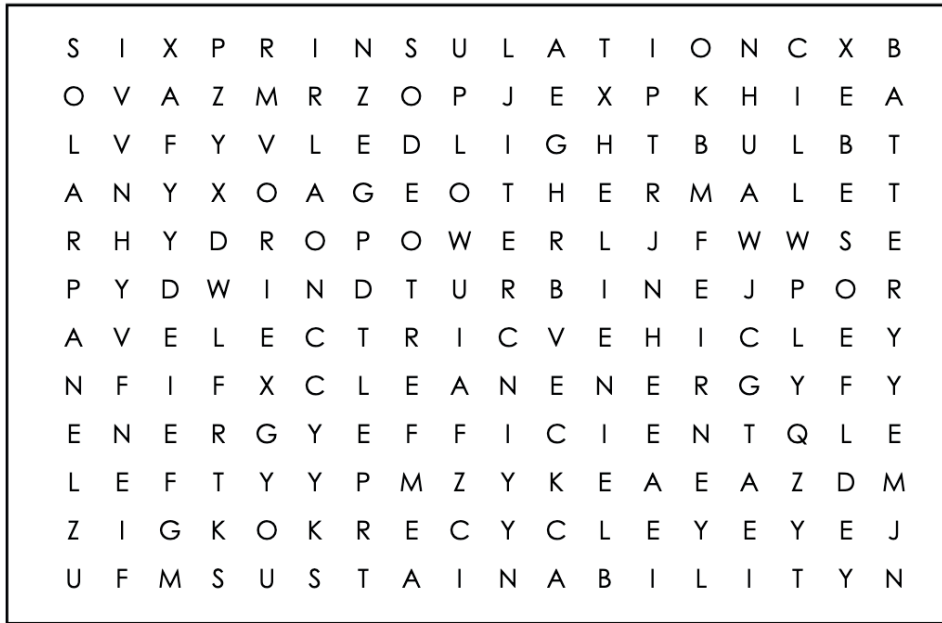 S I X P R I N S U L A T I O N C X B
O V A Z M R Z O P J E X P K H I E A
L V F Y V L E D L I G H T B U L B T
A N Y X O A G E O T H E R M A L E T
R H Y D R O P O W E R L J F W W S E
P Y D W I N D T U R B I N E J P O R
A V E L E C T R I C V E H I C L E Y
N F I F X C L E A N E N E R G Y F Y
E N E R G Y E F F I C I E N T Q L E
L E F T Y Y P M Z Y K E A E A Z D M
Z I G K O K R E C Y C L E Y E Y E J
U F M S U S T A I N A B I L I T Y N